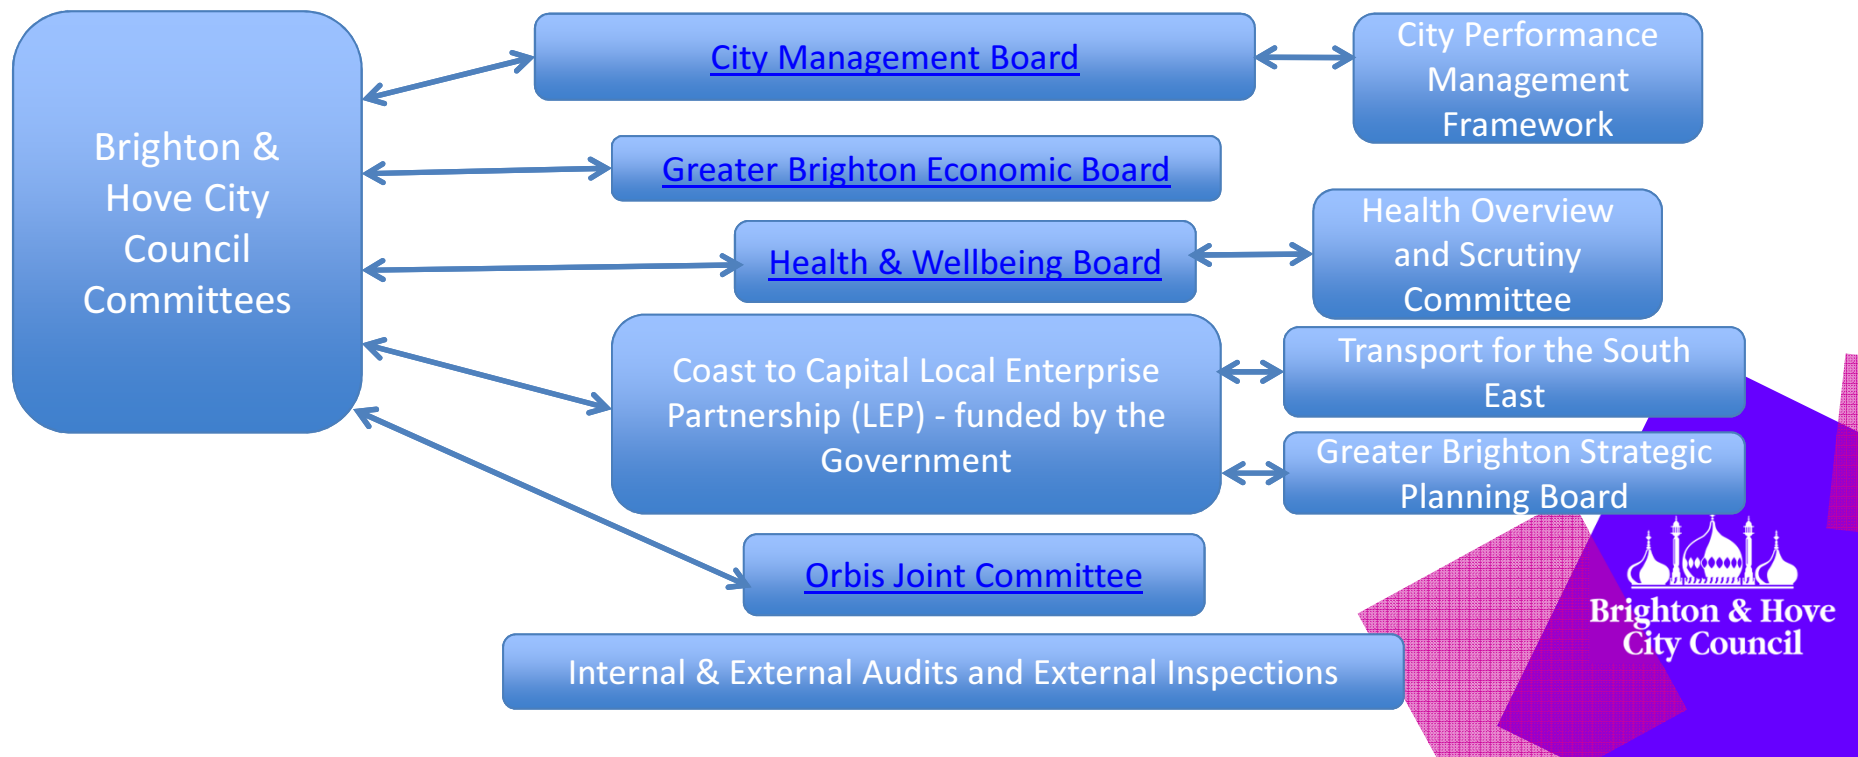 Brighton &
Hove City
Council
Committees
City Management Board
City Performance
Management
Framework
Greater Brighton Economic Board
Health & Wellbeing Board
Health Overview
and Scrutiny
Committee
Coast to Capital Local Enterprise
Partnership (LEP) - funded by the
Government
Transport for the South
East
Greater Brighton Strategic
Planning Board
Orbis Joint Committee
Internal & External Audits and External Inspections
Brighton & Hove
City Council